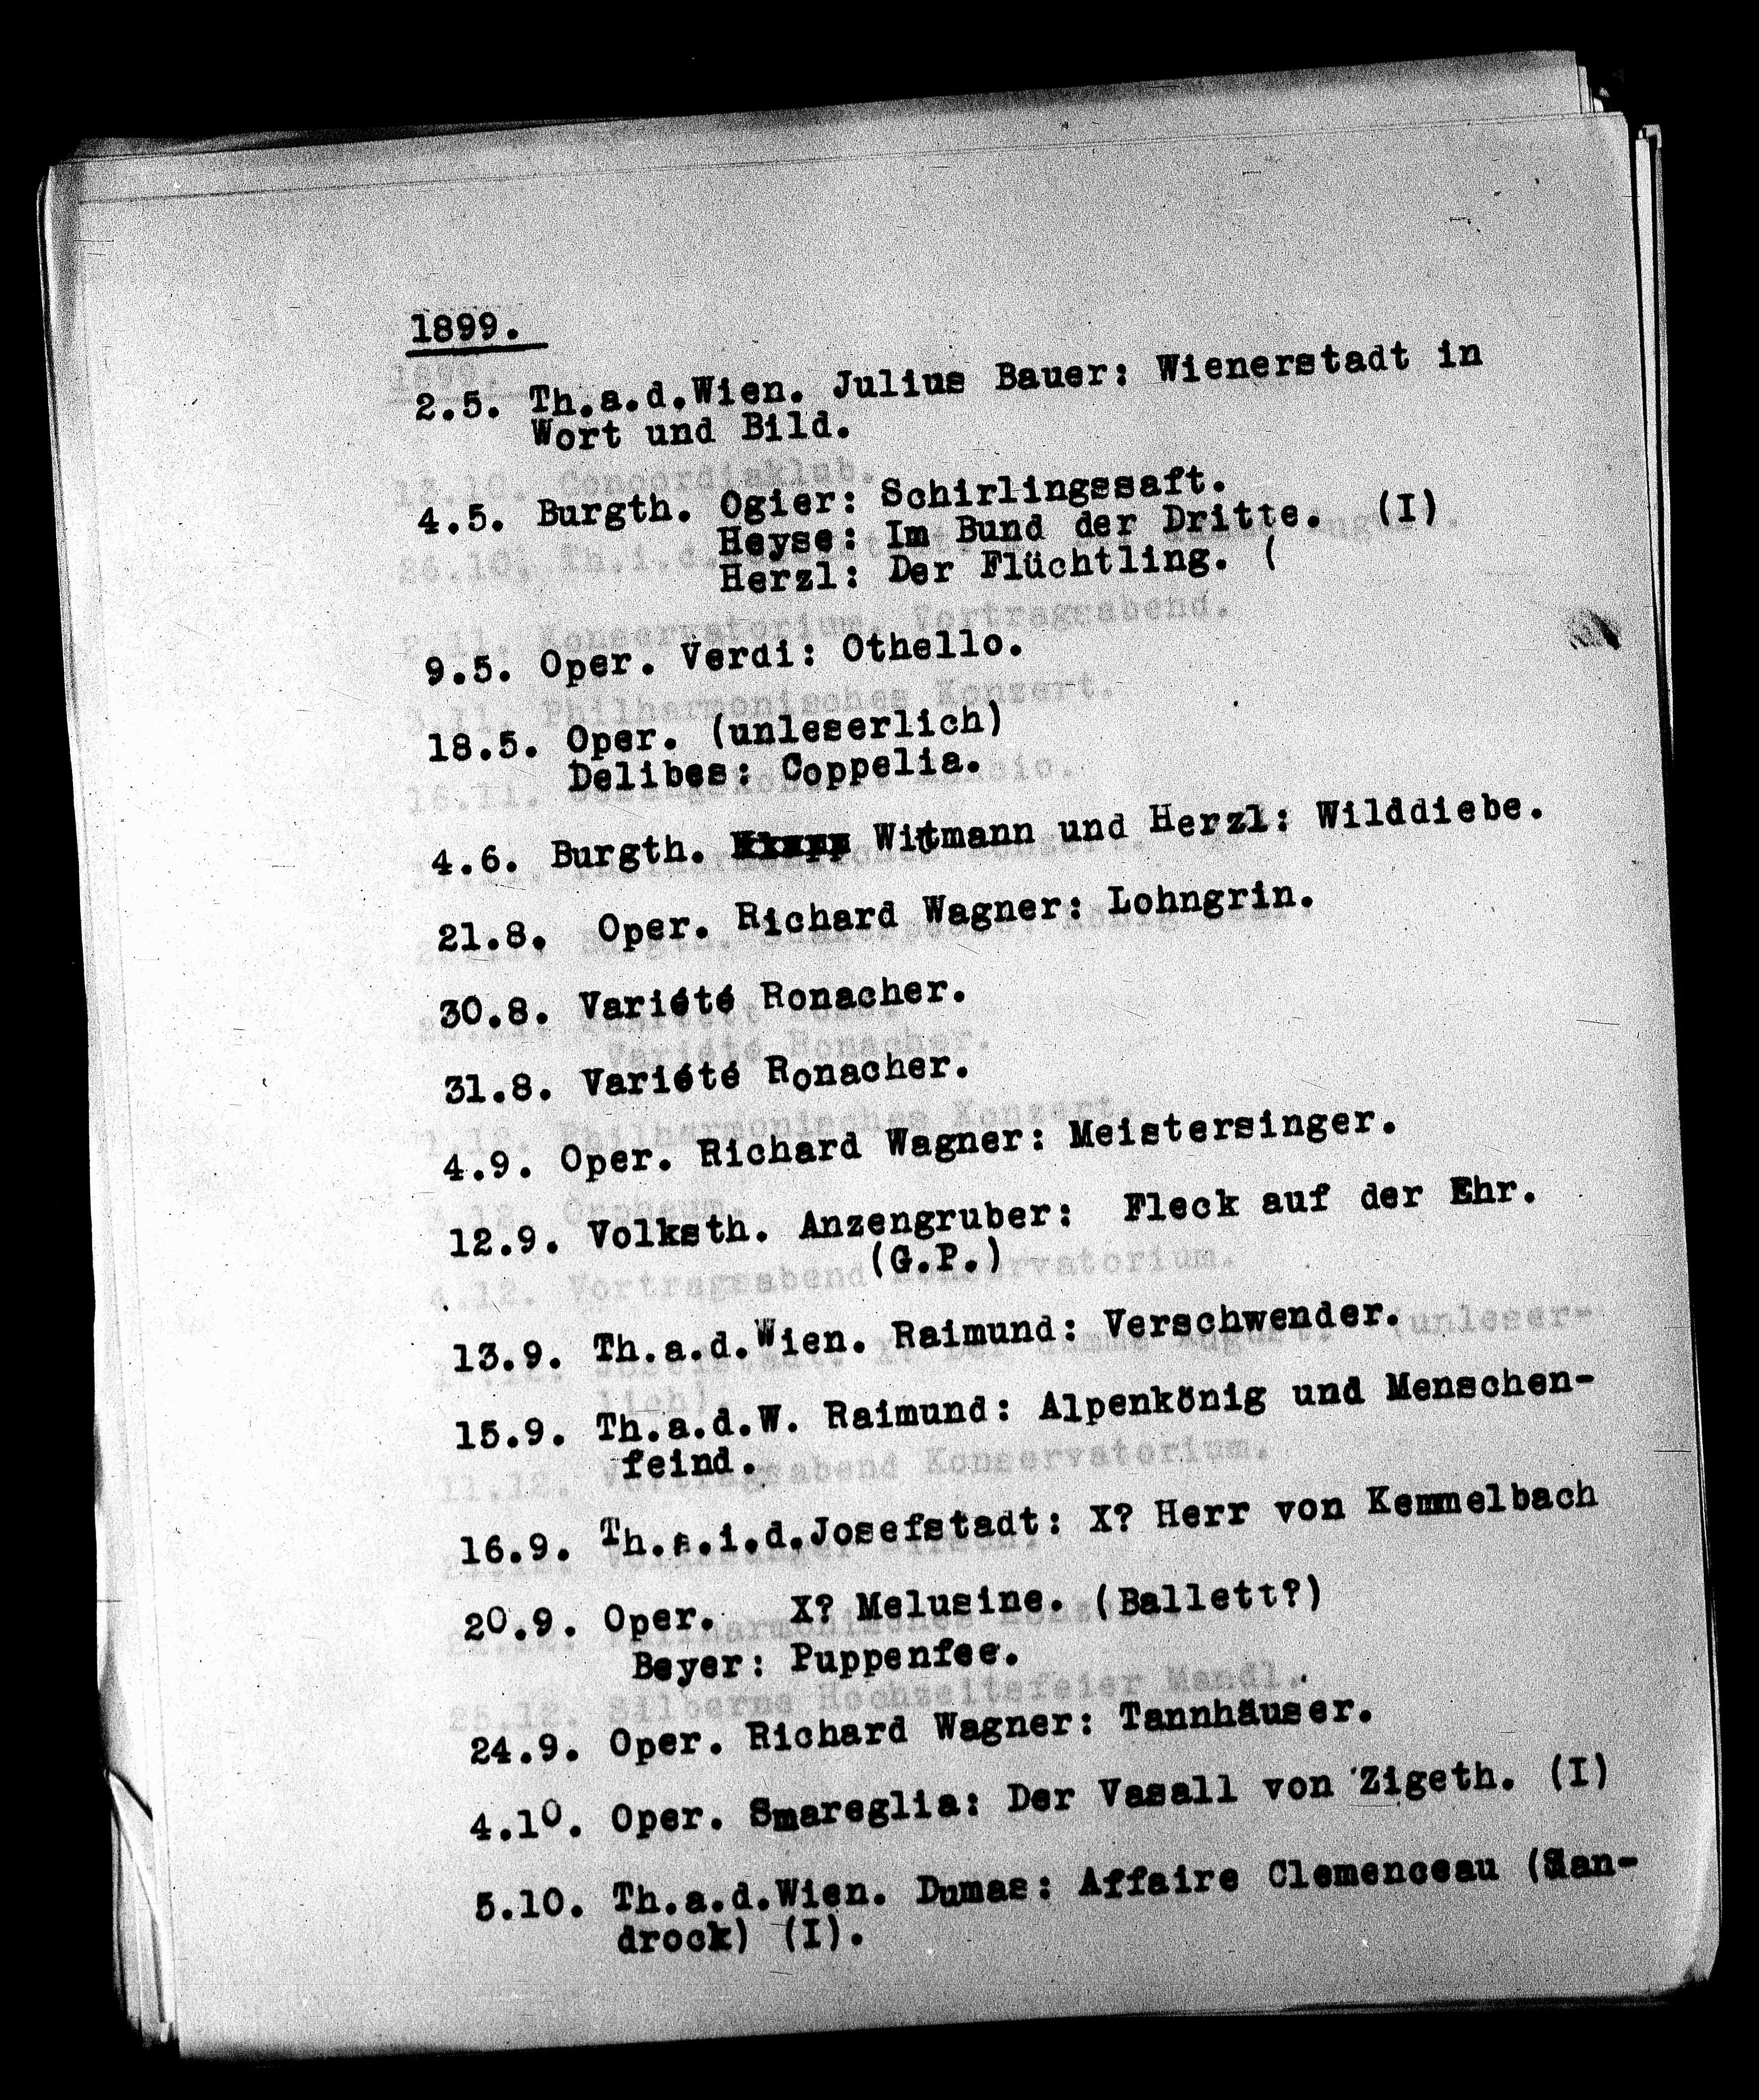 1899.
2.5. Th.a.d.Wien. Julius Bauer: Wienerstadt in
Wort und Bild.
4.5. Burgth. Ogier: Schirlingssaft.
Heyse: Im Bund der Dritte. (I)
Herzl: Der Flüchtling. (
9.5. Oper. Verdi: Othello.
18.5. Oper. (unleserlich)
Delibes: Coppelia.
4.6. Burgth. Wittmann und Herzl: Wilddiebe.
21.8. Oper. Richard Wagner: Lohngrin.
30.8. Variété Ronacher.
31.8. Variété Ronacher.
4.9. Oper. Richard Wagner: Meistersinger.
12.9. Volksth. Anzengruber: Fleck auf der Ehr.
(G.P.)
13.9. Th.a.d.Wien. Raimund: Verschwender.
15.9. Th.a.d.W. Raimund: Alpenkönig und Menschen-
feind.
16.9. Th.a.i.d.Josefstadt: X? Herr von Kemmelbach
20.9. Oper. X? Melusine. (Ballett?)
Beyer: Puppenfee.
24.9. Oper. Richard Wagner: Tannhäuser.
4.10. Oper. Smareglia: Der Vasall von Zigeth. (I)
5.10. Th.a.d.Wien. Dumas: Affaire Clemenceau (San-
drock) (I).